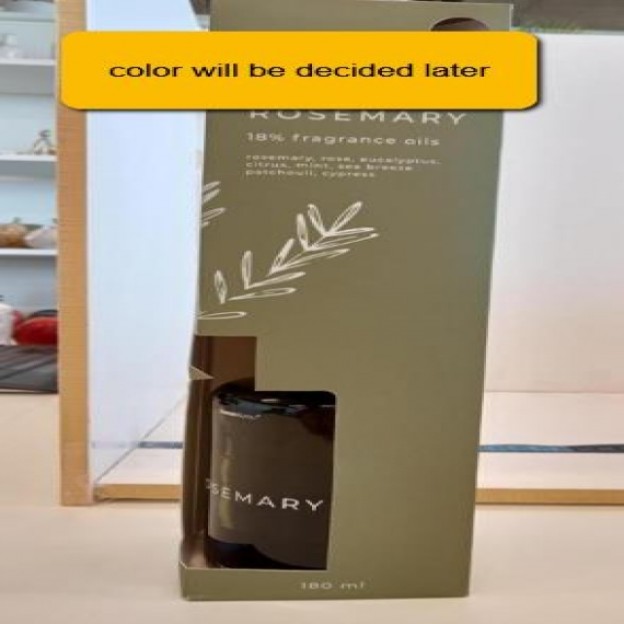 color will be decided later
ROSEMARY
18% fragrance oils
rosemary, rose, eucalyptus,
citrus, mint, sea breeze
patchouli, cypress
SEMARY
180 ml